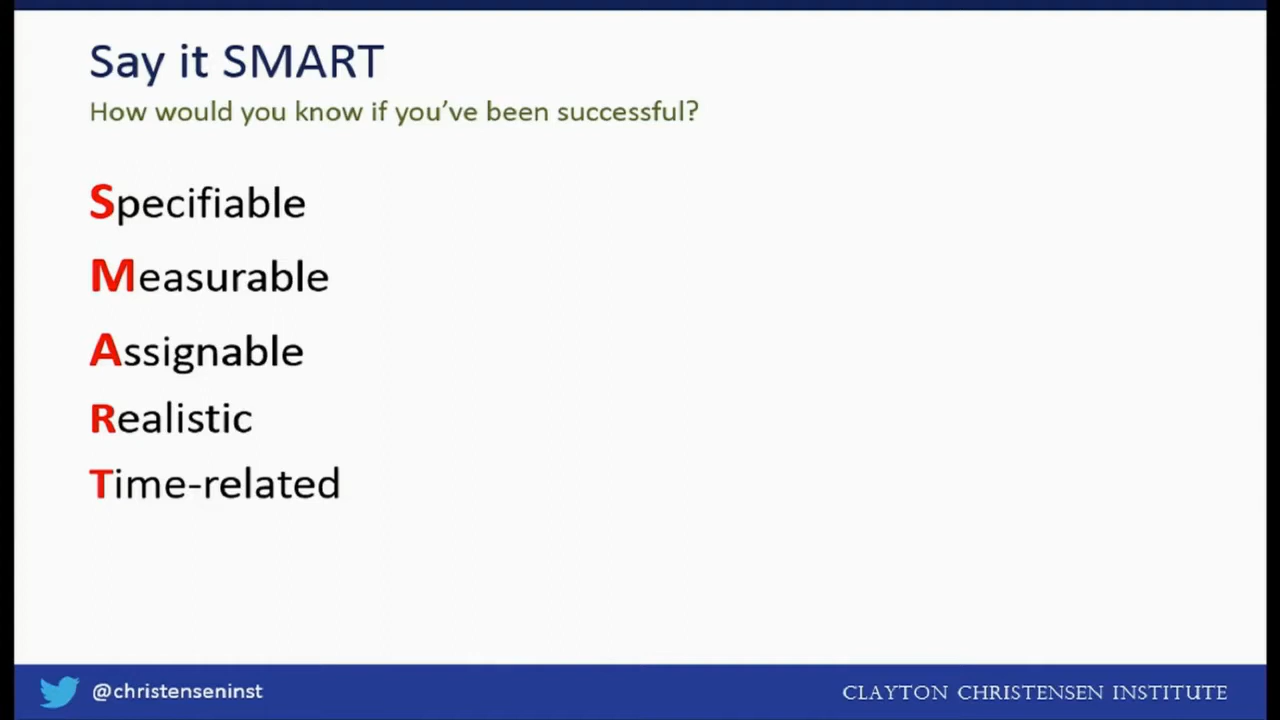 Say it SMART
How would you know if you've been successful?
Specifiable
Measurable
Assignable
Realistic
Time-related
@christenseninst
CLAYTON CHRISTENSEN INSTITUTE